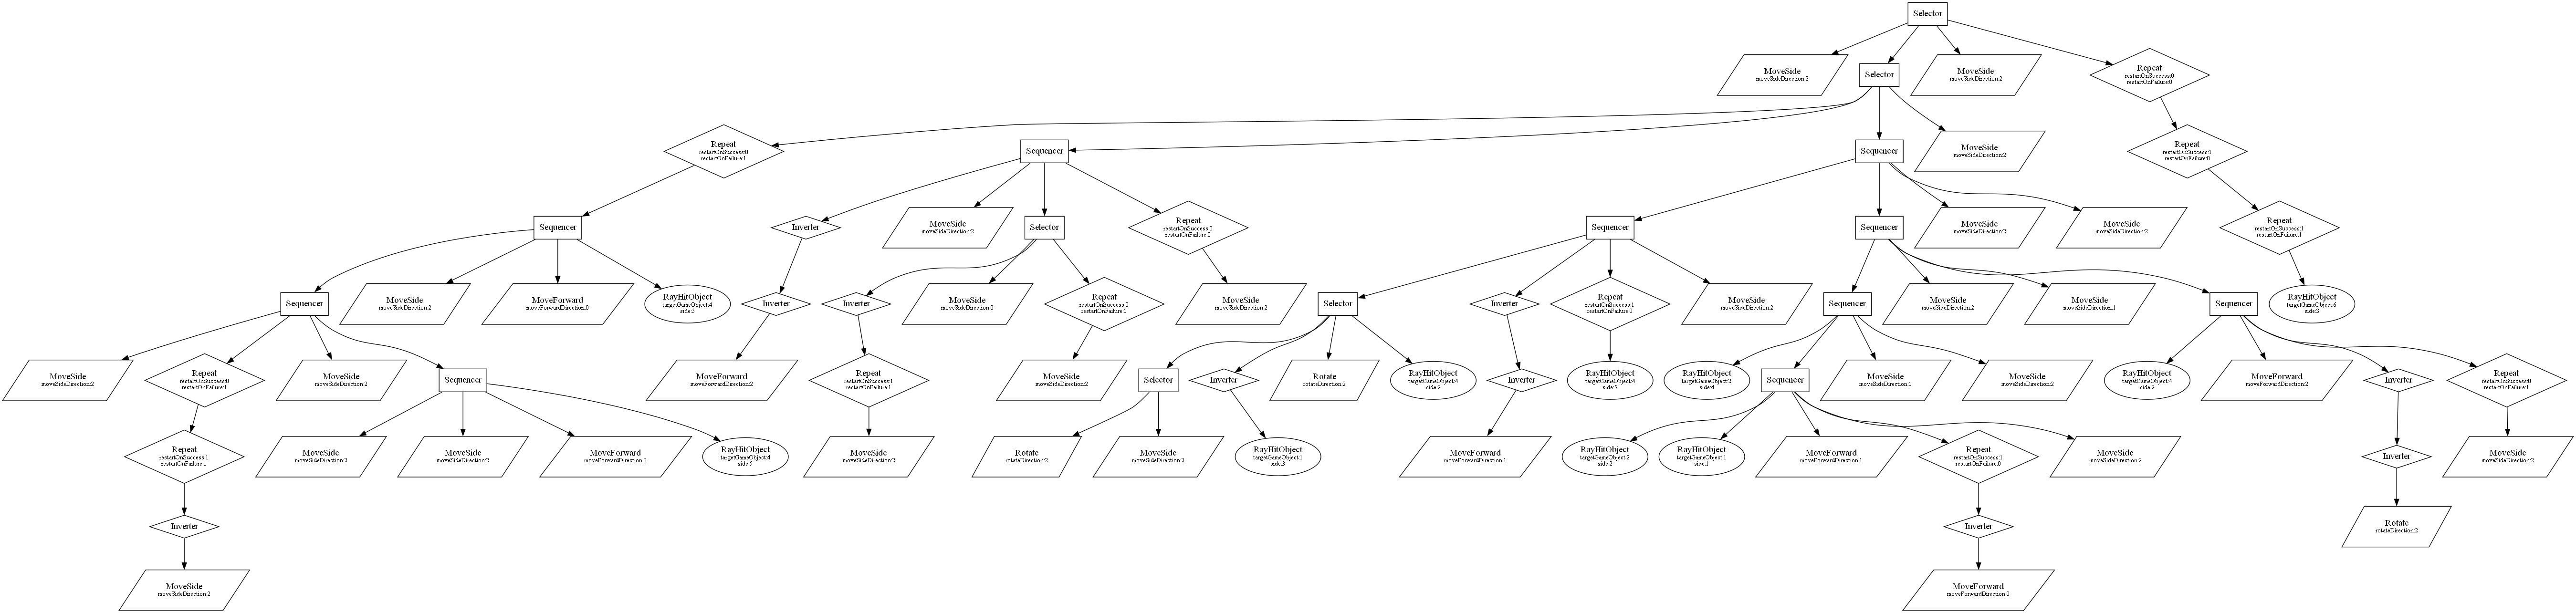 Selector
MoveSide
moveSideDirection:2
Selector
MoveSide
moveSideDirection:2
Repeat
restartOnSuccess:0
restartOnFailure:0
Repeat
restartOnSuccess:0
restartOnFailure:1
Sequencer
Sequencer
MoveSide
moveSideDirection:2
Repeat
restartOnSuccess:1
restartOnFailure:0
Sequencer
Inverter
MoveSide
moveSideDirection:2
Selector
Repeat
restartOnSuccess:0
restartOnFailure:0
Sequencer
Sequencer
MoveSide
moveSideDirection:2
MoveSide
moveSideDirection:2
Repeat
restartOnSuccess:1
restartOnFailure:1
Sequencer
MoveSide
moveSideDirection:2
MoveForward
moveForwardDirection:0
RayHitObject
targetGameObject:4
Inverter
Inverter
MoveSide
moveSideDirection:0
Repeat
restartOnSuccess:0
restartOnFailure:1
MoveSide
moveSideDirection:2
Selector
Inverter
Repeat
restartOnSuccess:1
restartOnFailure:0
MoveSide
moveSideDirection:2
Sequencer
MoveSide
moveSideDirection:2
MoveSide
moveSideDirection:1
Sequencer
RayHitObject
targetGameObject:6
side:3
MoveSide
moveSideDirection:2
Repeat
restartOnSuccess:0
restartOnFailure:1
MoveSide
moveSideDirection:2
Sequencer
MoveForward
moveForwardDirection:2
Repeat
restartOnSuccess:1
restartOnFailure:1
MoveSide
moveSideDirection:2
Selector
Inverter
Rotate
rotateDirection:2
RayHitObject
targetGameObject:4
side:2
Inverter
RayHitObject
targetGameObject:4
RayHitObject
targetGameObject:2
side:4
Sequencer
MoveSide
moveSideDirection:1
MoveSide
moveSideDirection:2
RayHitObject
targetGameObject:4
side:2
MoveForward
moveForwardDirection:2
Inverter
Repeat
restartOnSuccess:0
restartOnFailure:1
Repeat
restartOnSuccess:1
restartOnFailure:1
MoveSide
moveSideDirection:2
MoveSide
moveSideDirection:2
MoveForward
moveForwardDirection:0
RayHitObject
targetGameObject:4
MoveSide
moveSideDirection:2
Rotate
rotateDirection:2
MoveSide
moveSideDirection:2
RayHitObject
targetGameObject:1
side:3
MoveForward
moveForwardDirection:1
RayHitObject
targetGameObject:2
side:2
RayHitObject
targetGameObject:1
side:1
MoveForward
moveForwardDirection:1
Repeat
restartOnSuccess:1
restartOnFailure:0
MoveSide
moveSideDirection:2
Inverter
MoveSide
moveSideDirection:2
Inverter
Inverter
Rotate
rotateDirection:2
MoveSide
moveSideDirection:2
MoveForward
moveForwardDirection:0